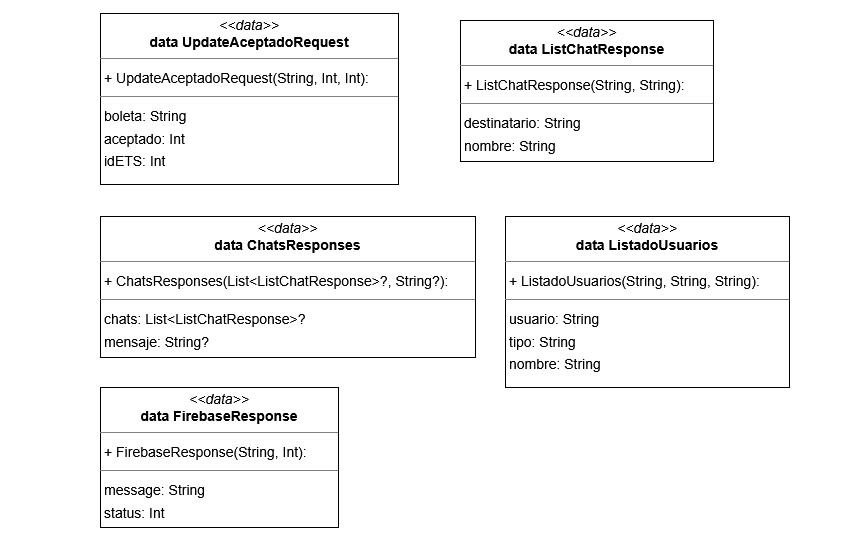 <<data>>
data UpdateAceptadoRequest
+ UpdateAceptadoRequest(String, Int, Int):
boleta: String
aceptado: Int
idETS: Int
<<data>>
data ListChatResponse
+ ListChatResponse(String, String):
destinatario: String
nombre: String
<<data>>
data ChatsResponses
+ ChatsResponses(List<ListChatResponse>?, String?):
chats: List<ListChatResponse>?
mensaje: String?
<<data>>
data ListadoUsuarios
+ ListadoUsuarios(String, String, String):
usuario: String
tipo: String
nombre: String
<<data>>
data FirebaseResponse
+ FirebaseResponse(String, Int):
message: String
status: Int